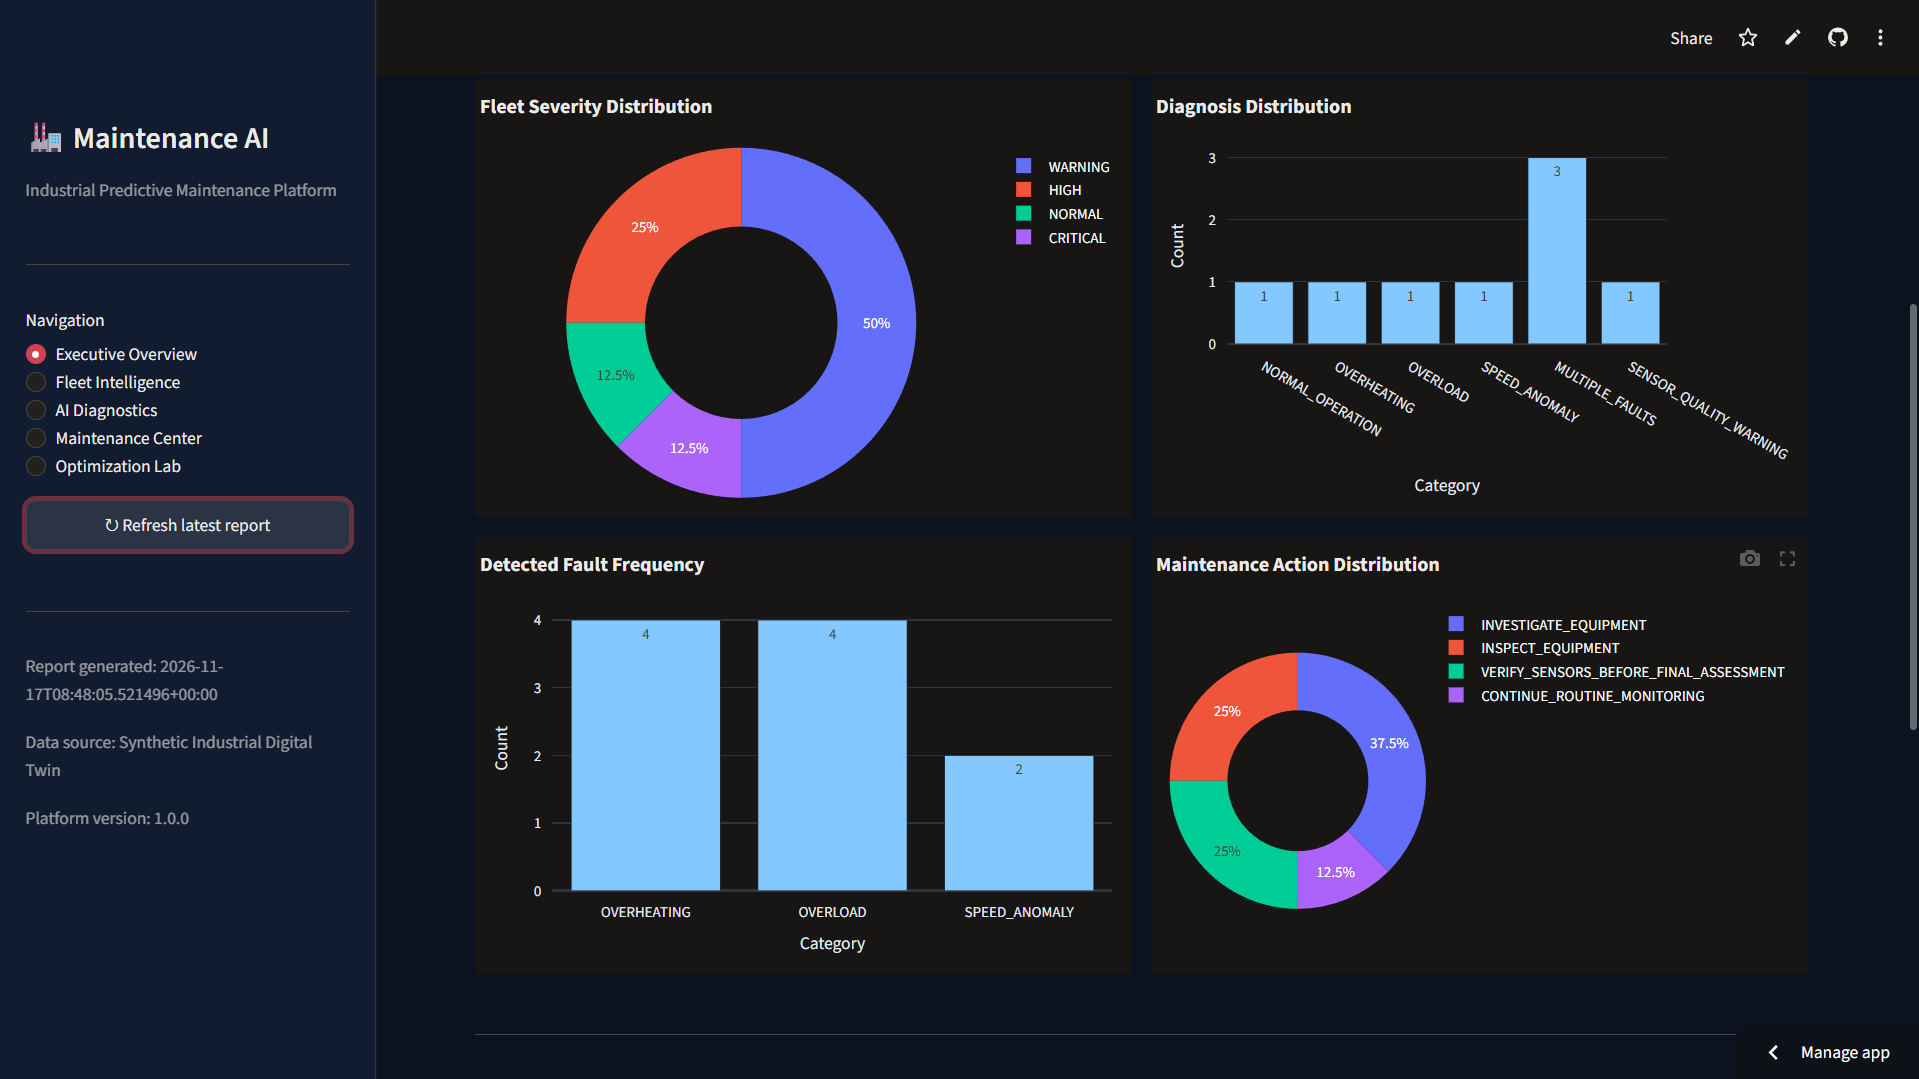 Share
Maintenance AI
Industrial Predictive Maintenance Platform
Navigation
Executive Overview
Fleet Intelligence
AI Diagnostics
Maintenance Center
Optimization Lab
↻ Refresh latest report
Report generated: 2026-11-
17T08:48:05.521496+00:00
Data source: Synthetic Industrial Digital
Twin
Platform version: 1.0.0
Fleet Severity Distribution
WARNING
HIGH
NORMAL
CRITICAL
25%
50%
12.5%
12.5%
Diagnosis Distribution
Count
3
2
1
0
1
1
1
1
3
1
NORMAL_OPERATION
OVERHEATING
OVERLOAD
SPEED_ANOMALY
MULTIPLE_FAULTS
SENSOR_QUALITY_WARNING
Category
Detected Fault Frequency
Count
4
3
2
1
0
4
4
2
OVERHEATING
OVERLOAD
SPEED_ANOMALY
Category
Maintenance Action Distribution
INVESTIGATE_EQUIPMENT
INSPECT_EQUIPMENT
VERIFY_SENSORS_BEFORE_FINAL_ASSESSMENT
CONTINUE_ROUTINE_MONITORING
25%
37.5%
25%
12.5%
Manage app